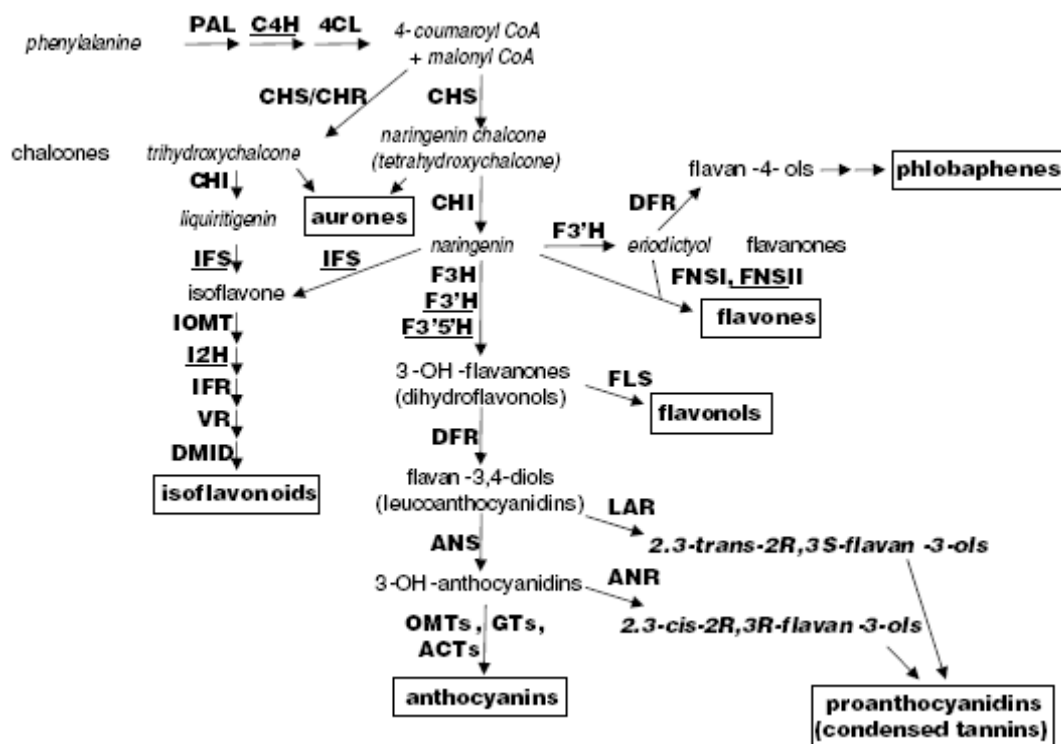 PAL C4H 4CL
phenylalanine
4- coumaroyl CoA
+ malonyl CoA
CHS/CHR CHS
naringenin chalcone
(tetrahydroxychalcone)
chalcones trihydroxychalcone
flavan -4- ols phlobaphenes
CHI
aurones
CHI
DFR
liquiritigenin
F3'H
naringenin
eriodictyol flavanones
IFS IFS
F3H
FNSI, FNSII
isoflavone
F3'H
flavones
IOMT
F3'5'H
I2H
3-OH -flavanones
(dihydroflavonols)
FLS
IFR
flavonols
VR
DFR
DMID
flavan -3,4-diols
(leucoanthocyanidins)
isoflavonoids
LAR
ANS
2.3-trans-2R,3S-flavan -3-ols
3-OH -anthocyanidins
ANR
OMTs , GTs,
ACTs
2.3-cis-2R,3R-flavan -3-ols
anthocyanins
proanthocyanidins
(condensed tannins)